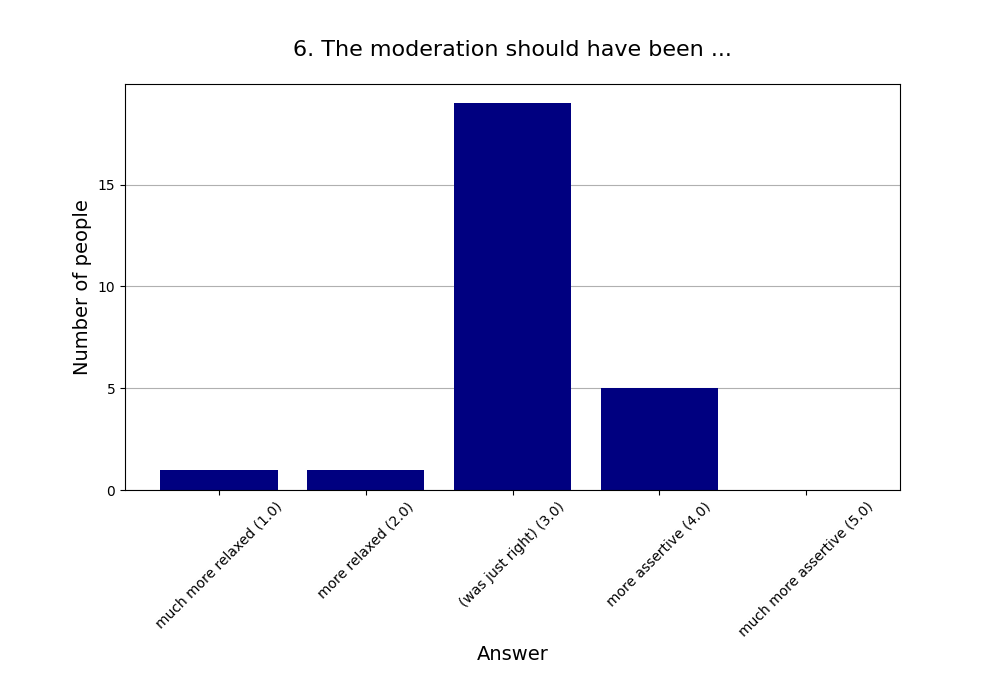 6. The moderation should have been ...
Number of people
15
10
5
0
much more relaxed (1.0)
more relaxed (2.0)
(was just right) (3.0)
more assertive (4.0)
much more assertive (5.0)
Answer